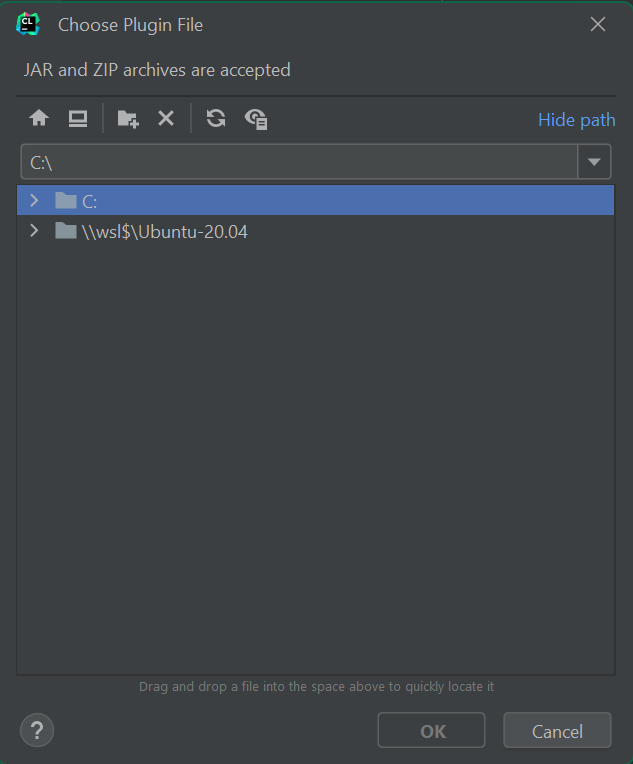 CL
Choose Plugin File
JAR and ZIP archives are accepted
Hide path
C:\
C:
\\wsl$\Ubuntu-20.04
Drag and drop a file into the space above to quickly locate it
?
OK
Cancel